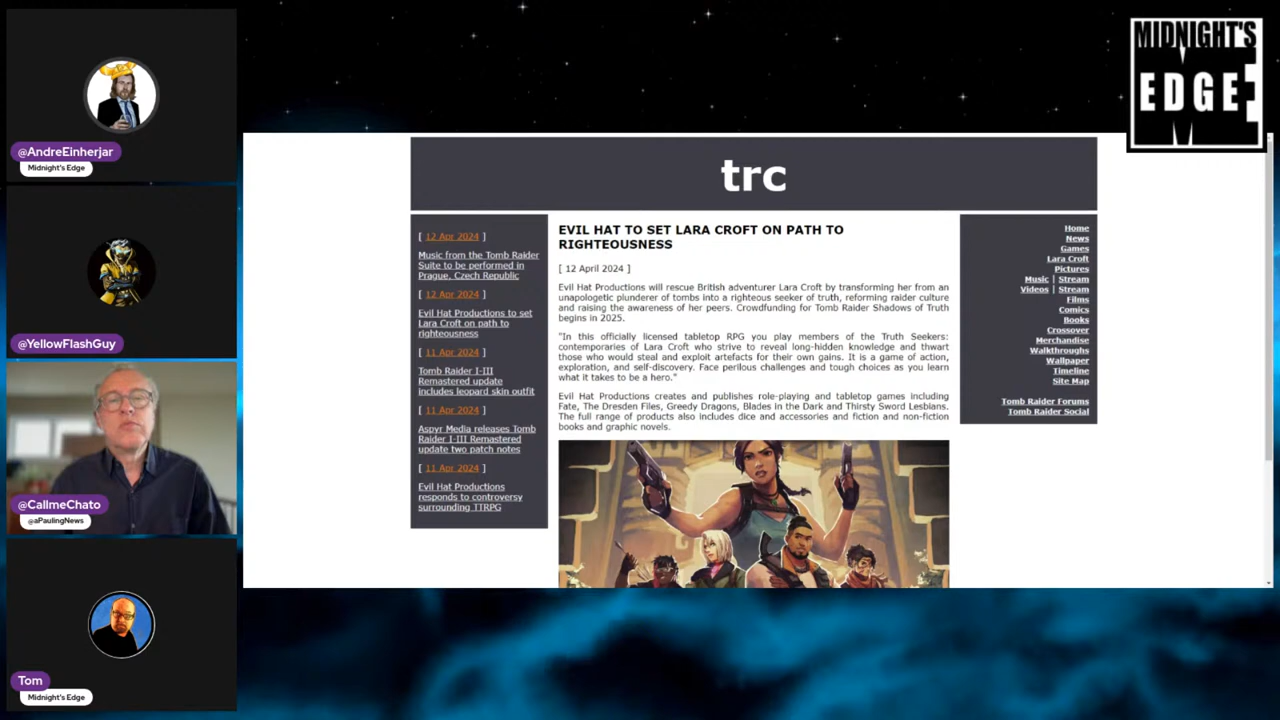 @AndreEinherjar
Midnight's Edge
@YellowFlashGuy
@CallmeChato
@aPaulingNews
Tom
Midnight's Edge
MIDNIGHT'S
EDGE
trc
[ 12 Apr 2024 ]
Music from the Tomb Raider
Suite to be performed in
Prague, Czech Republic
[ 12 Apr 2024 ]
Evil Hat Productions to set
Lara Croft on path to
righteousness
[ 11 Apr 2024 ]
Tomb Raider I-III
Remastered update
includes leopard skin outfit
[ 11 Apr 2024 ]
Aspyr Media releases Tomb
Raider I-III Remastered
update two patch notes
[ 11 Apr 2024 ]
Evil Hat Productions
responds to controversy
surrounding TTRPG
EVIL HAT TO SET LARA CROFT ON PATH TO
RIGHTEOUSNESS
[ 12 April 2024 ]
Evil Hat Productions will rescue British adventurer Lara Croft by transforming her from an
unapologetic plunderer of tombs into a righteous seeker of truth, reforming raider culture
and raising the awareness of her peers. Crowdfunding for Tomb Raider Shadows of Truth
begins in 2025.
"In this officially licensed tabletop RPG you play members of the Truth Seekers:
contemporaries of Lara Croft who strive to reveal long-hidden knowledge and thwart
those who would steal and exploit artefacts for their own gains. It is a game of action,
exploration, and self-discovery. Face perilous challenges and tough choices as you learn
what it takes to be a hero."
Evil Hat Productions creates and publishes role-playing and tabletop games including
Fate, The Dresden Files, Greedy Dragons, Blades in the Dark and Thirsty Sword Lesbians.
The full range of products also includes dice and accessories and fiction and non-fiction
books and graphic novels.
Home
News
Games
Lara Croft
Pictures
Music | Stream
Videos | Stream
Films
Comics
Books
Crossover
Merchandise
Walkthroughs
Wallpaper
Timeline
Site Map
Tomb Raider Forums
Tomb Raider Social